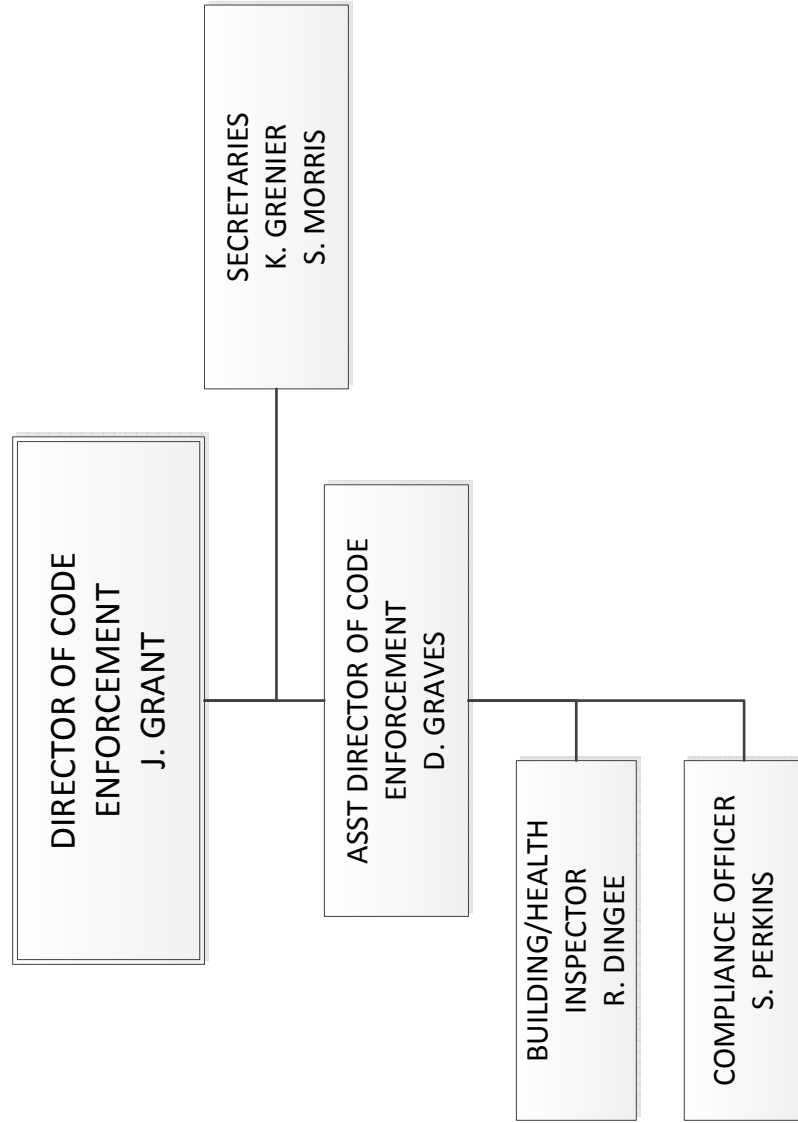 DIRECTOR OF CODE
ENFORCEMENT
J. GRANT
SECRETARIES
K. GRENIER
S. MORRIS
ASST DIRECTOR OF CODE
ENFORCEMENT
D. GRAVES
BUILDING/HEALTH
INSPECTOR
R. DINGEE
COMPLIANCE OFFICER
S. PERKINS